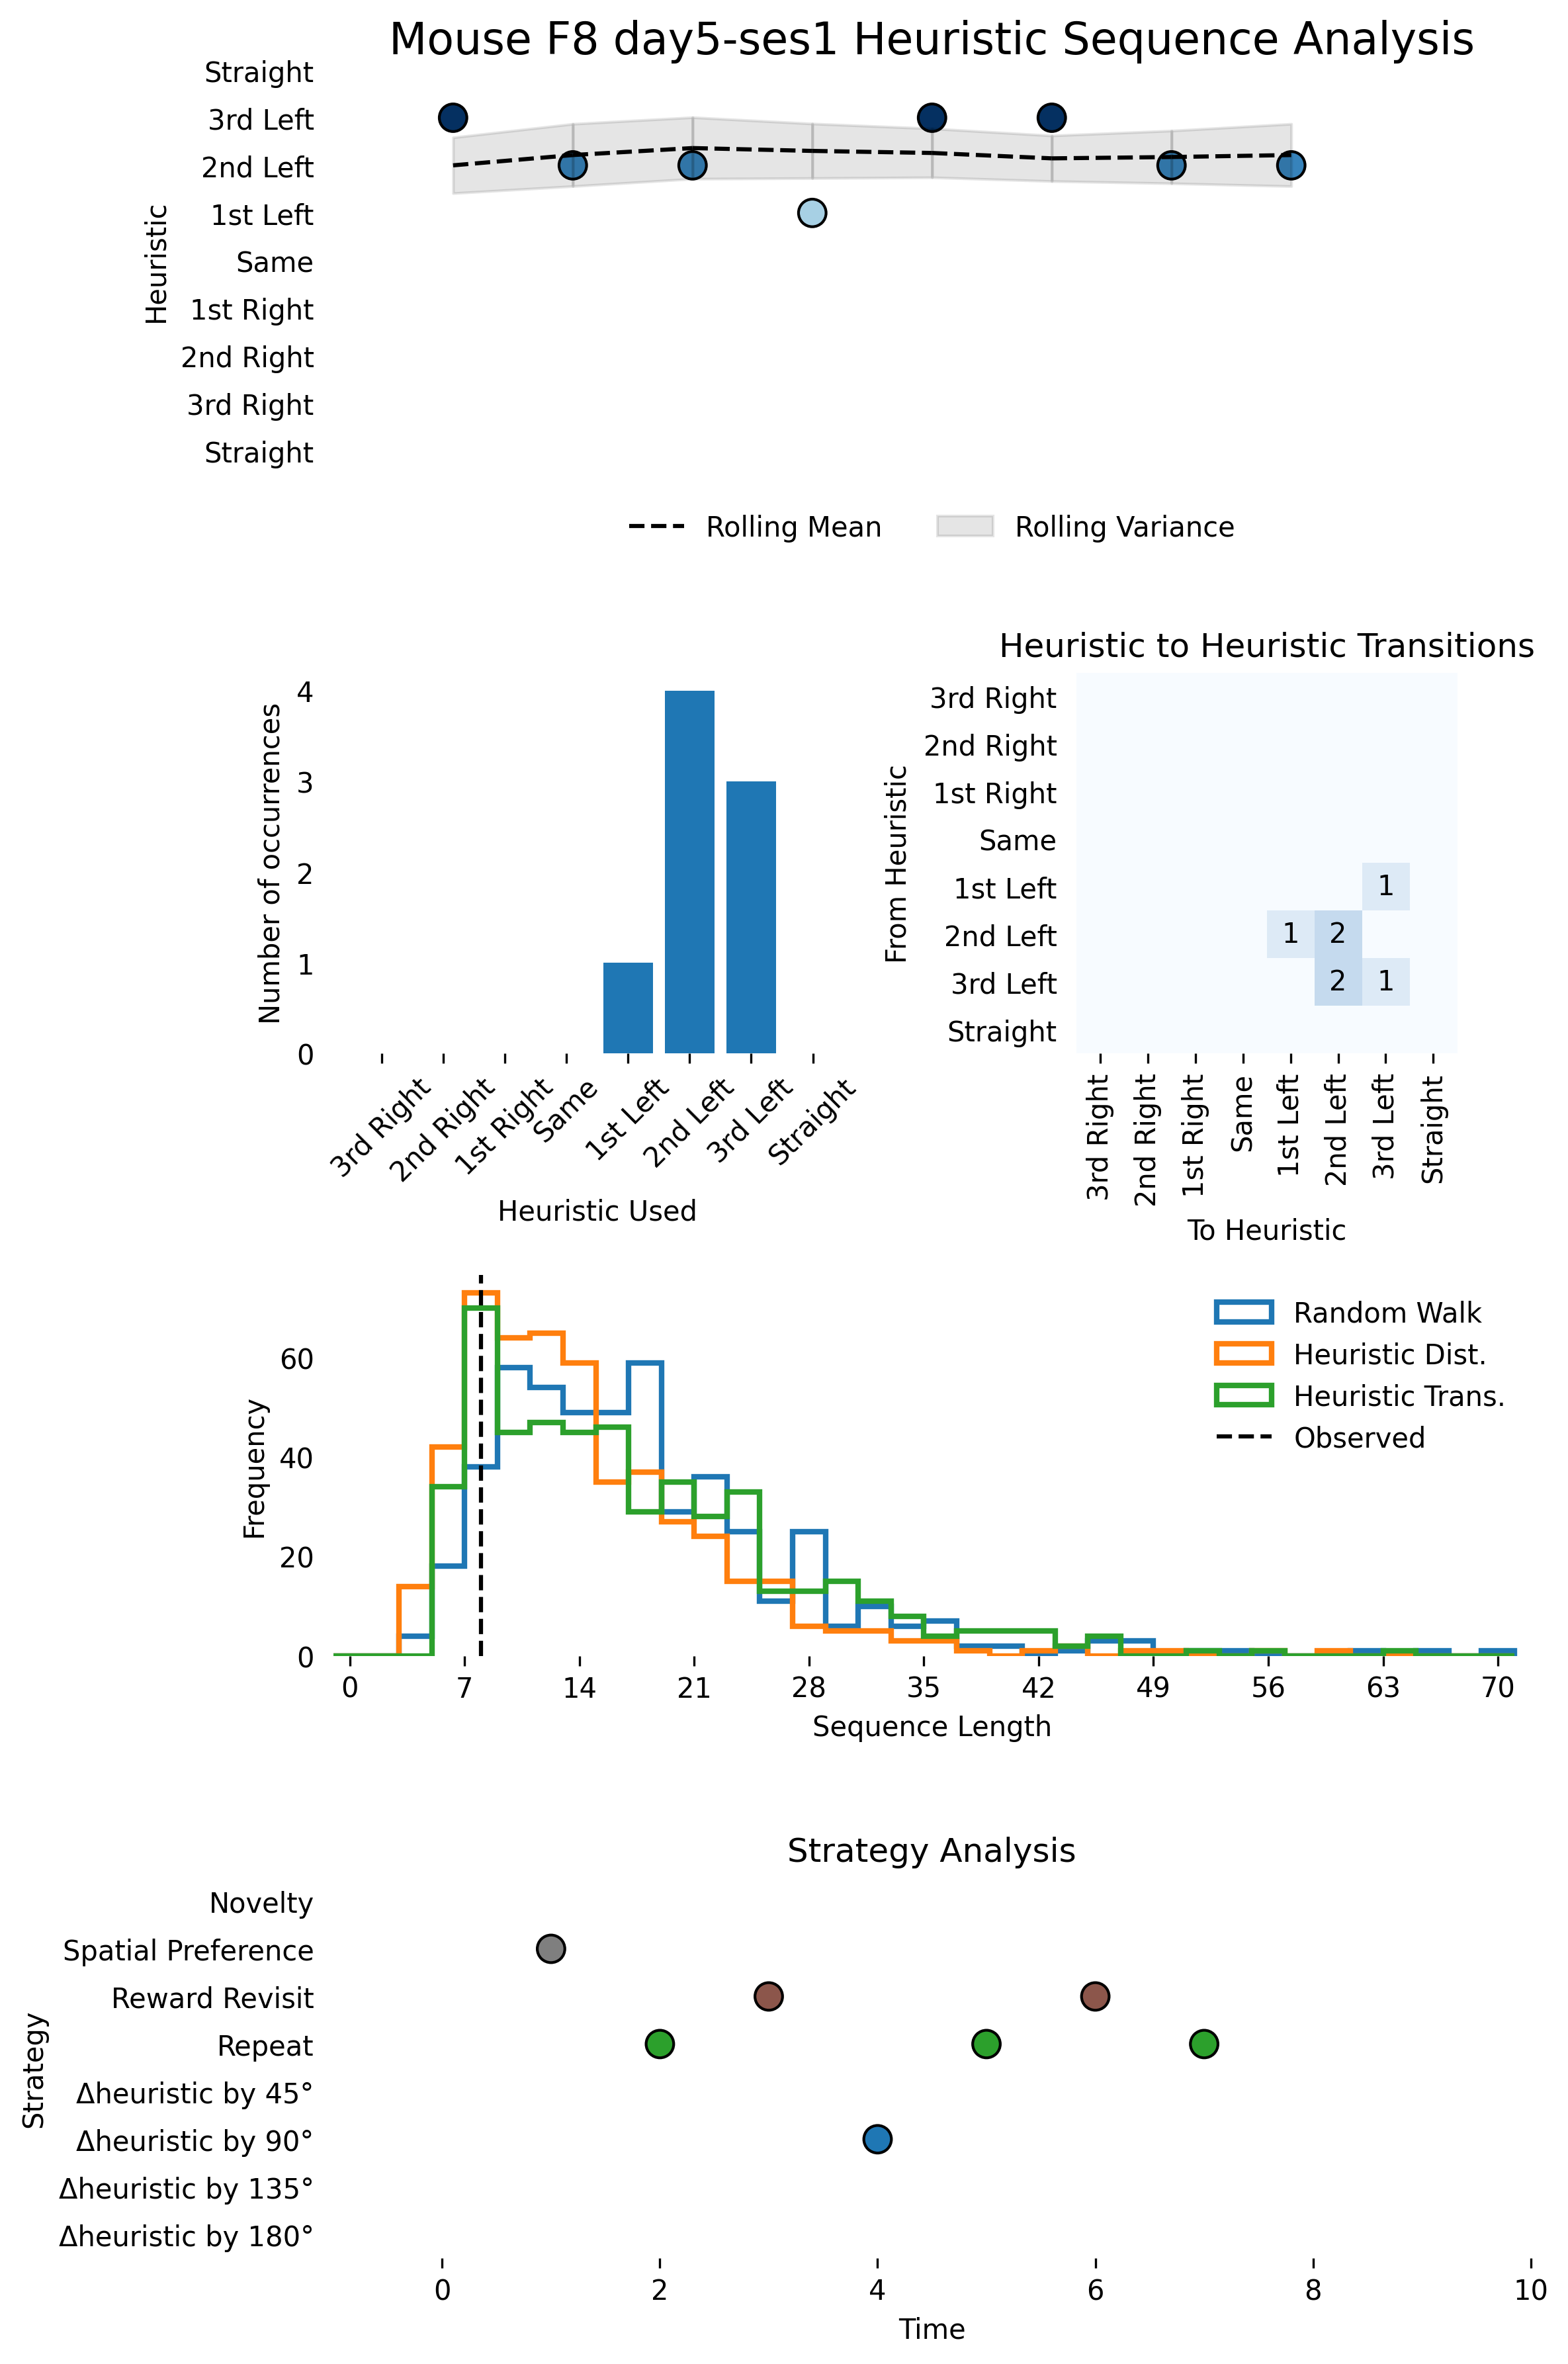 Mouse F8 day5-ses1 Heuristic Sequence Analysis
Straight
3rd Left
2nd Left
1st Left
Same
1st Right
2nd Right
3rd Right
Straight
Heuristic
Rolling Mean
Rolling Variance
4
3
2
1
0
Number of occurrences
3rd Right
2nd Right
1st Right
Same
1st Left
2nd Left
3rd Left
Straight
Heuristic Used
Heuristic to Heuristic Transitions
3rd Right
2nd Right
1st Right
Same
1st Left
2nd Left
3rd Left
Straight
From Heuristic
1
1 2
2 1
3rd Right
2nd Right
1st Right
Same
1st Left
2nd Left
3rd Left
Straight
To Heuristic
60
40
20
0
Frequency
Random Walk
Heuristic Dist.
Heuristic Trans.
Observed
0 7 14 21 28 35 42 49 56 63 70
Sequence Length
Strategy Analysis
Novelty
Spatial Preference
Reward Revisit
Repeat
Δheuristic by 45°
Δheuristic by 90°
Δheuristic by 135°
Δheuristic by 180°
Strategy
0 2 4 6 8 10
Time